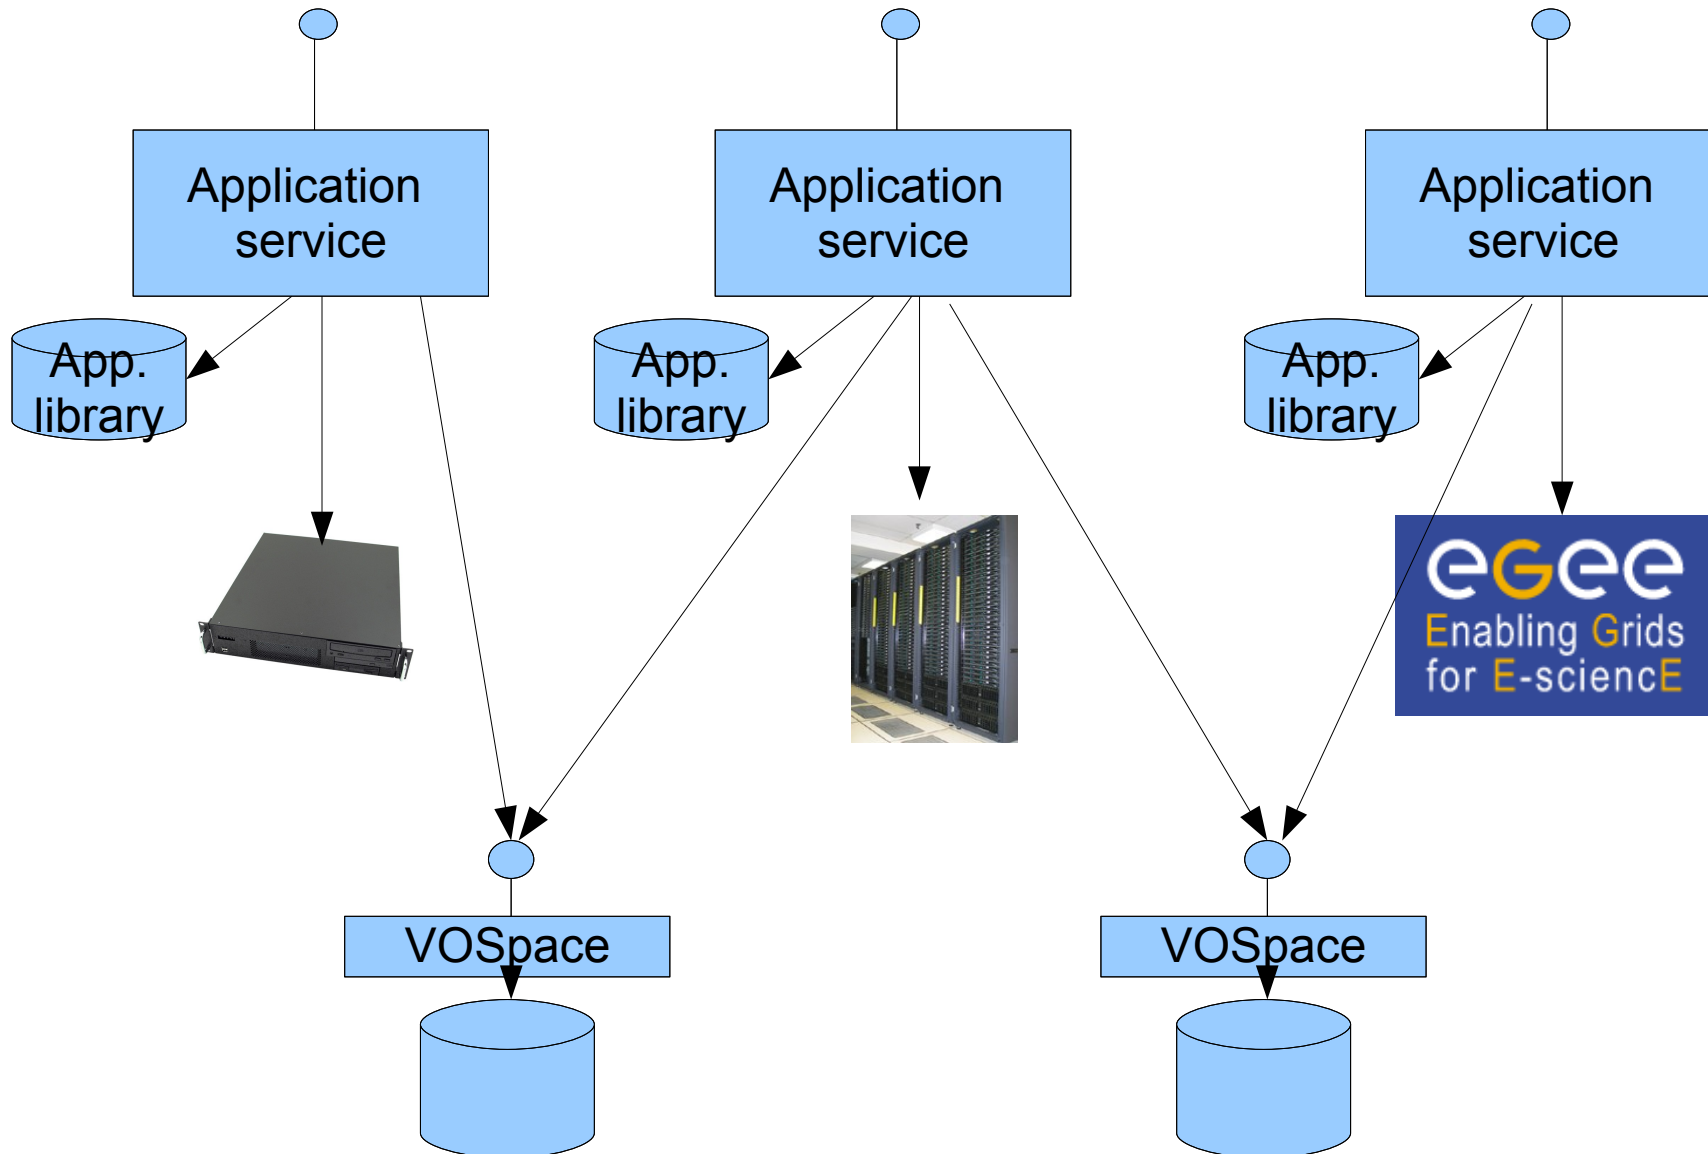 Application
service
Application
service
Application
service
App.
library
App.
library
App.
library
eGee
Enabling Grids
for E-sciencE
VOSpace
VOSpace